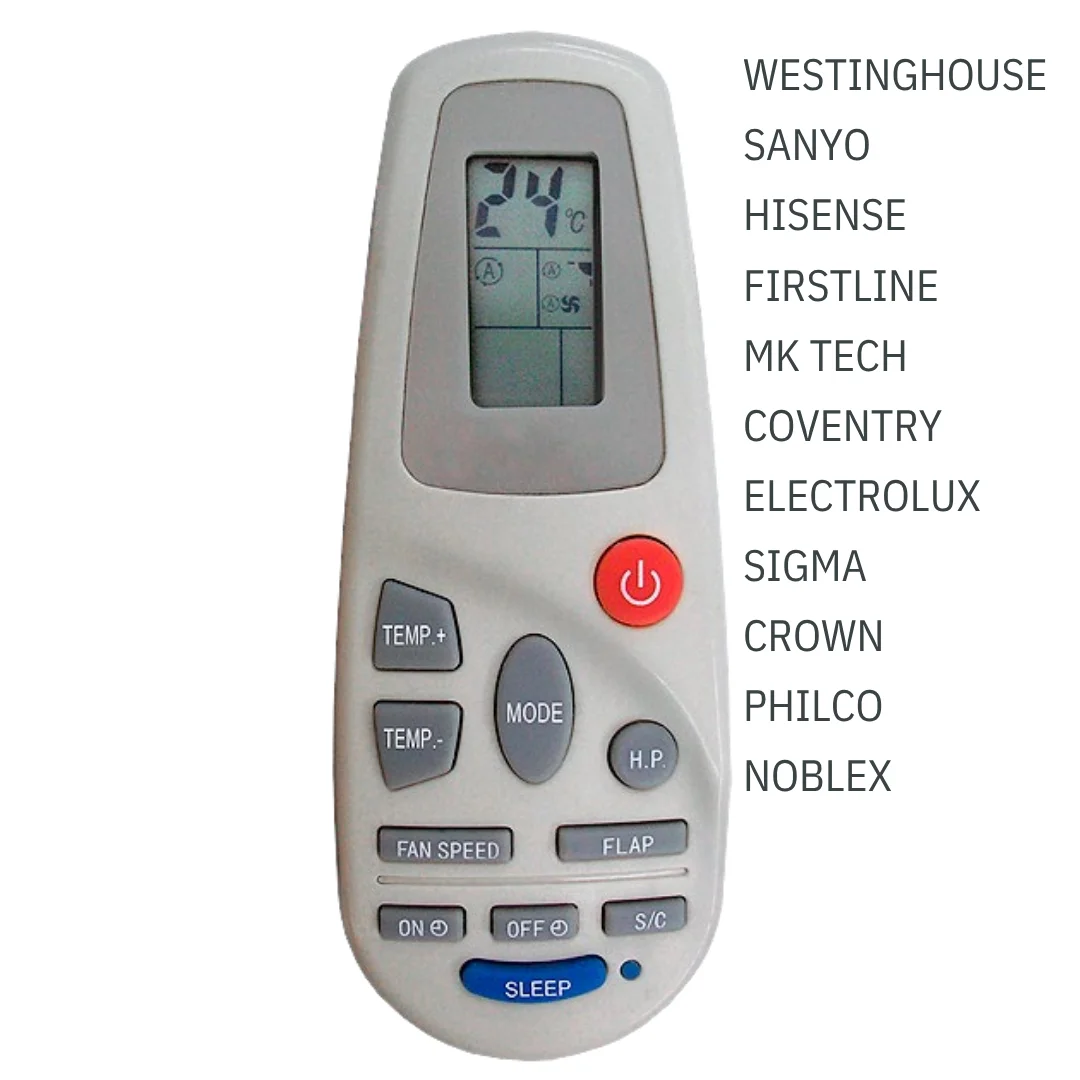 24 °C
A A
A
TEMP.+
TEMP.-
MODE
H.P.
FAN SPEED
FLAP
ON
OFF
S/C
SLEEP
WESTINGHOUSE
SANYO
HISENSE
FIRSTLINE
MK TECH
COVENTRY
ELECTROLUX
SIGMA
CROWN
PHILCO
NOBLEX